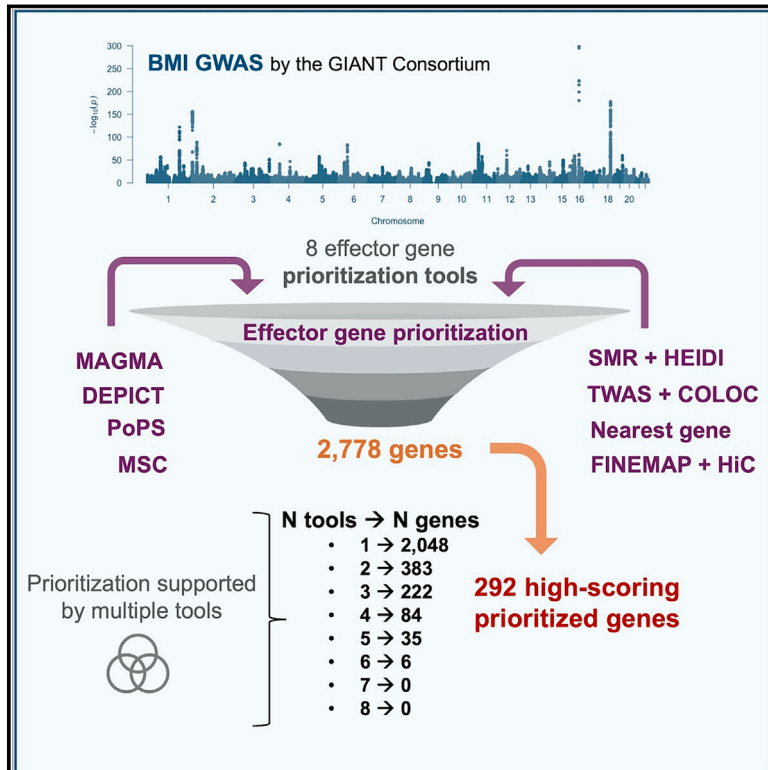 BMI GWAS by the GIANT Consortium
300
250
200
150
100
50
0
−log10(p)
1 2 3 4 5 6 7 8 9 10 11 12 13 15 16 18 20
Chromosome
8 effector gene
prioritization tools
Effector gene prioritization
MAGMA
DEPICT
PoPS
MSC
SMR + HEIDI
TWAS + COLOC
Nearest gene
FINEMAP + HiC
2,778 genes
N tools → N genes
• 1 → 2,048
• 2 → 383
• 3 → 222
• 4 → 84
• 5 → 35
• 6 → 6
• 7 → 0
• 8 → 0
Prioritization supported
by multiple tools
292 high-scoring
prioritized genes